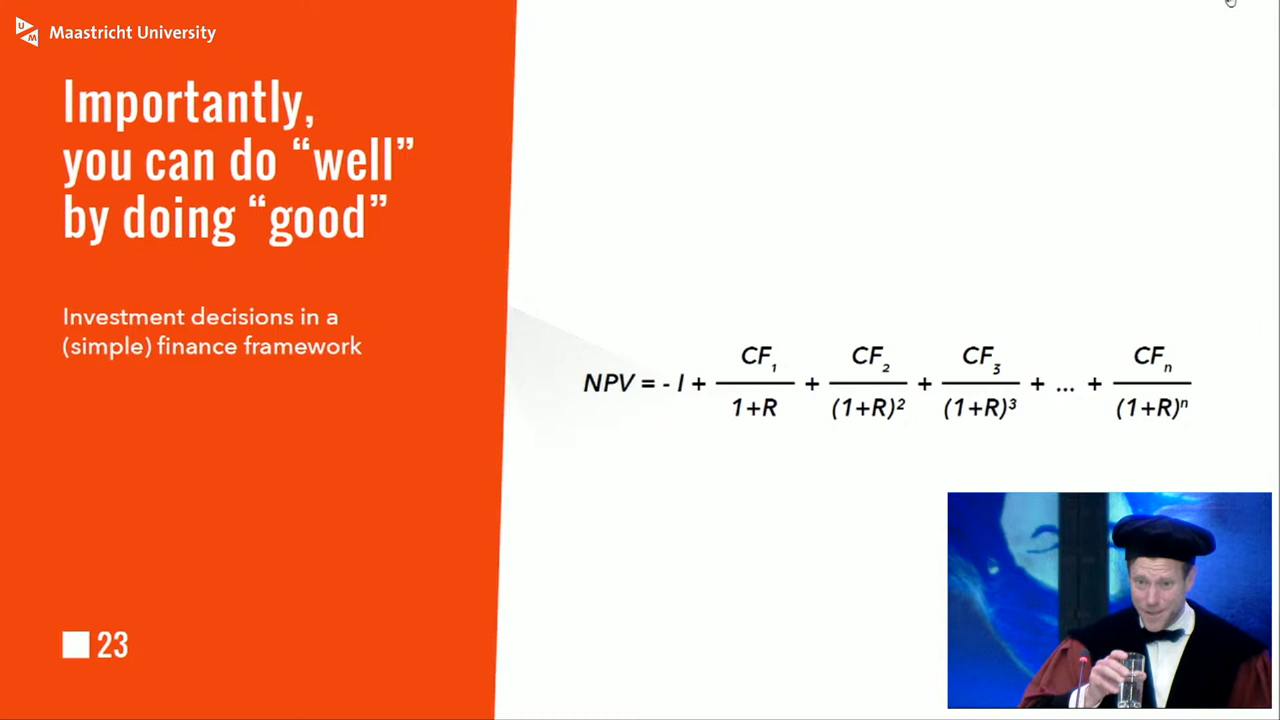 Maastricht University
Importantly,
you can do “well”
by doing “good”
Investment decisions in a
(simple) finance framework
NPV = - I + CF₁/1+R + CF₂/(1+R)² + CF₃/(1+R)³ + ... + CFₙ/(1+R)ⁿ
23